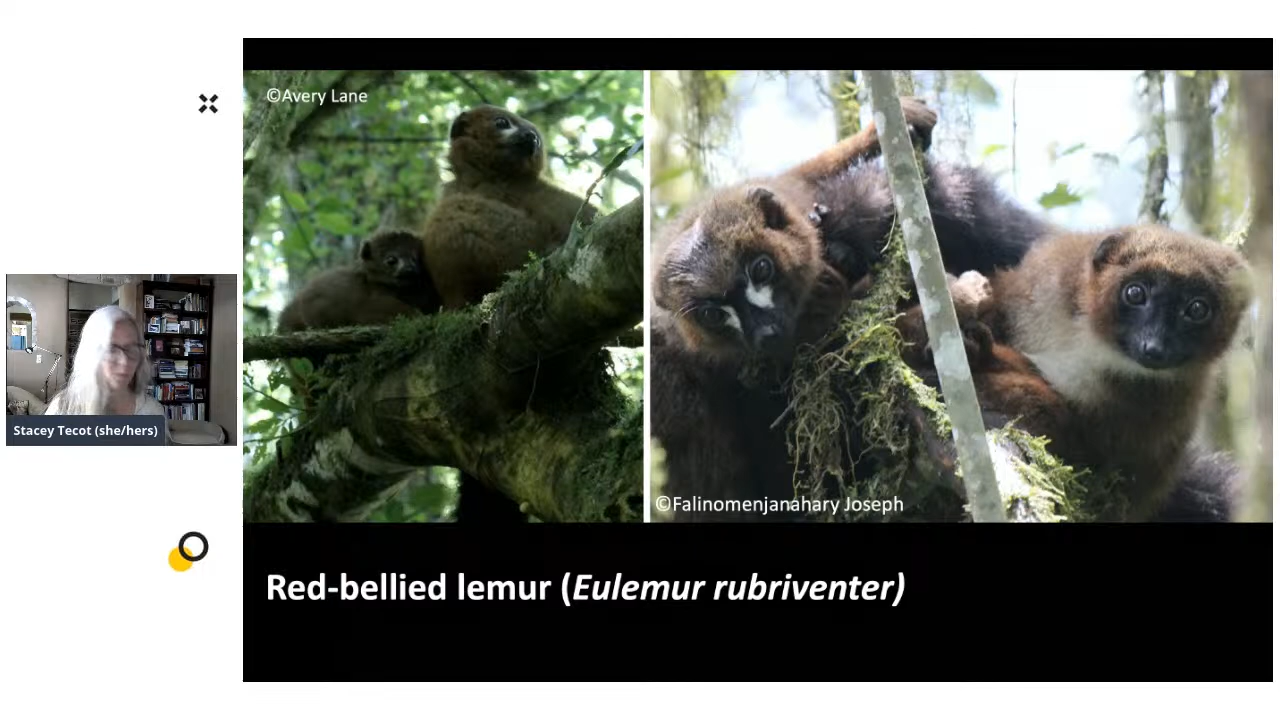 ©Avery Lane
Stacey Tecot (she/hers)
©Falinomenjanahary Joseph
Red-bellied lemur (Eulemur rubriventer)